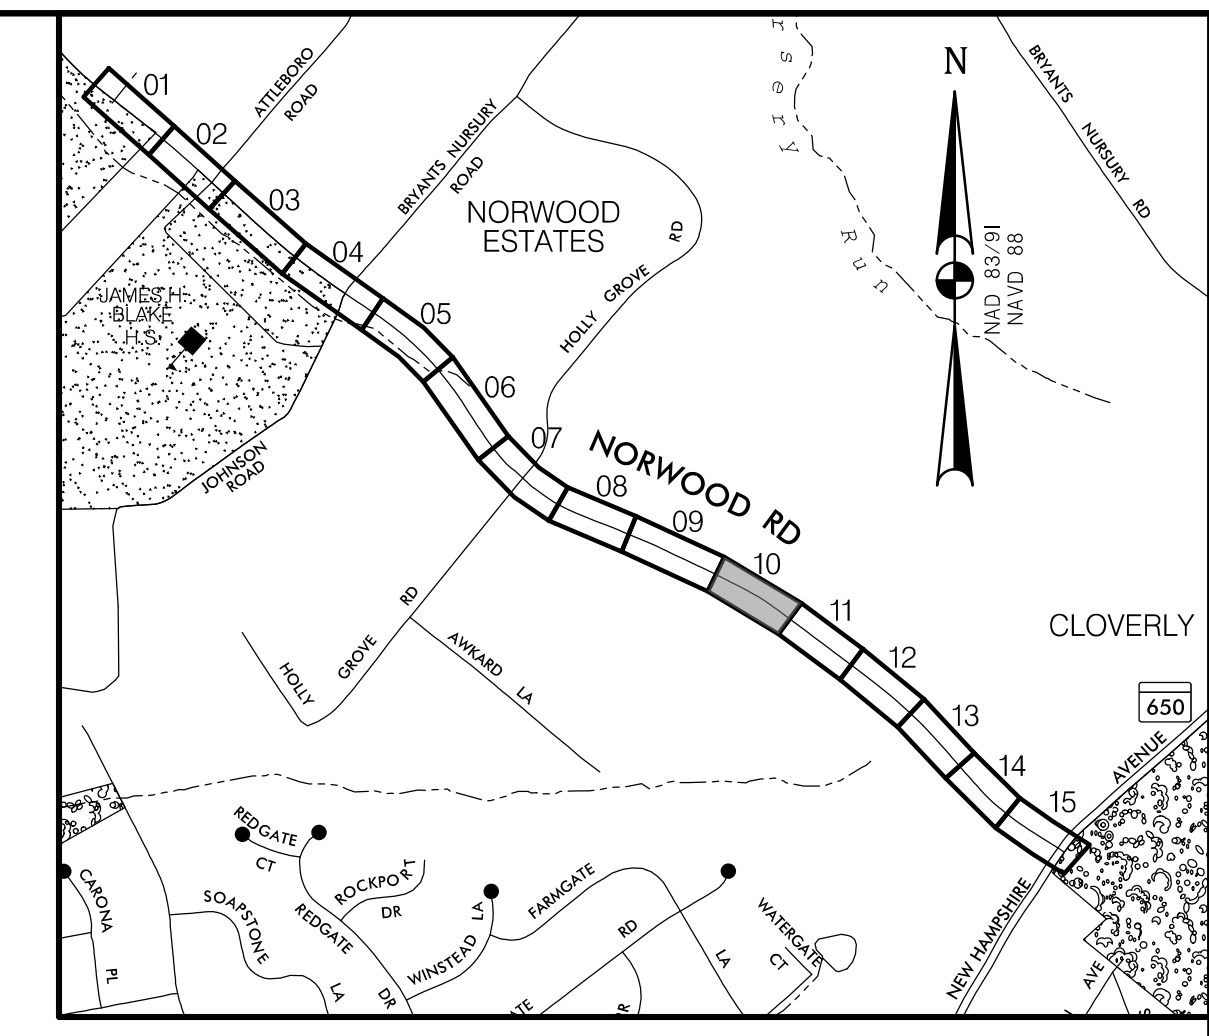 01
02
03
04
05
06
07
08
09
10
11
12
13
14
15
ATTLEBORO
ROAD
BRYANTS NURSURY
ROAD
NORWOOD
ESTATES
HOLLY GROVE RD
rsery
Run
N
NAD 83/91
NAVD 88
BRYANTS NURSURY RD
JAMES H.
BLAKE
H.S.
JOHNSON
ROAD
NORWOOD RD
CLOVERLY
650
HOLLY GROVE RD
AWKARD LA
NEW HAMPSHIRE AVENUE
REDGATE
CT
ROCKPORT
DR
CARONA PL
SOAPSTONE LA
REDGATE DR
WINSTEAD LA
FARMGATE LA
RD
WATERGATE
CT
AVE